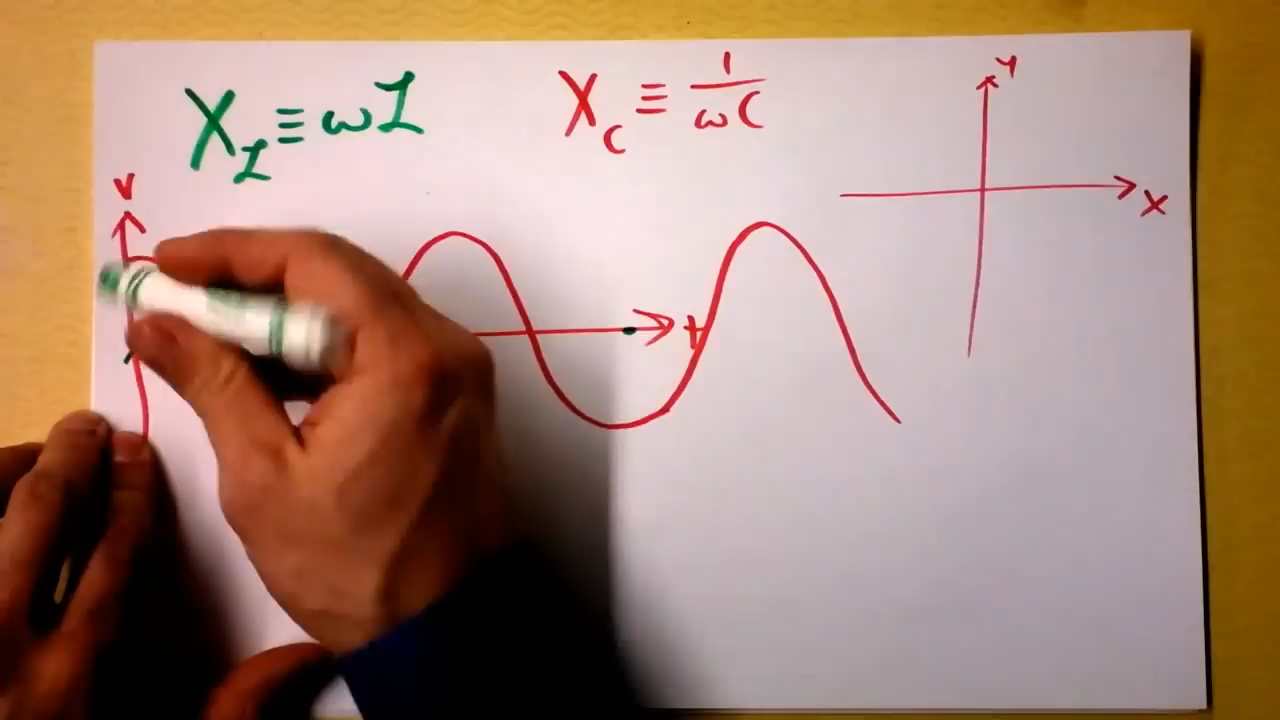 X_L ≡ ωL
X_C ≡ 1/ωC
y
x
V
t